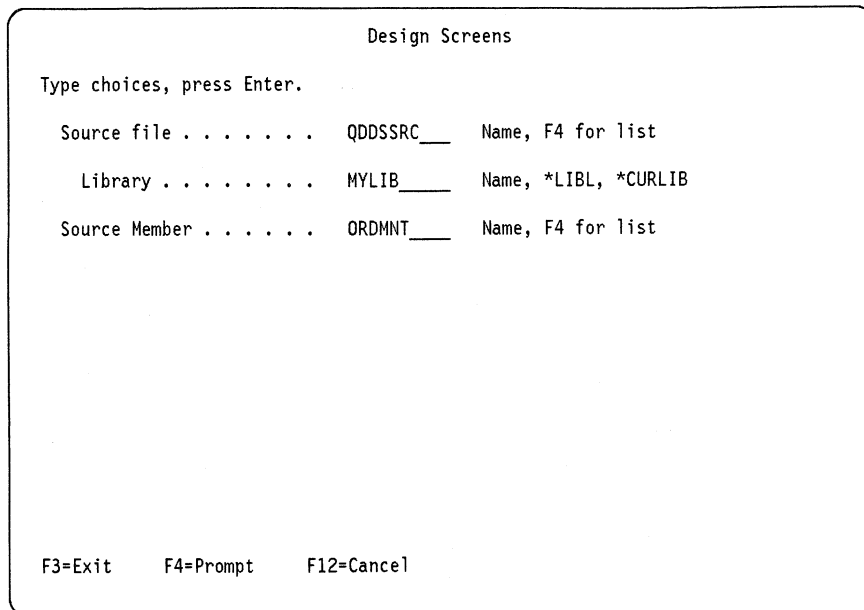 Design Screens
Type choices, press Enter.
Source file . . . . . . . QDDSSRC___ Name, F4 for list
Library . . . . . . . . MYLIB_____ Name, *LIBL, *CURLIB
Source Member . . . . . . ORDMNT____ Name, F4 for list
F3=Exit F4=Prompt F12=Cancel